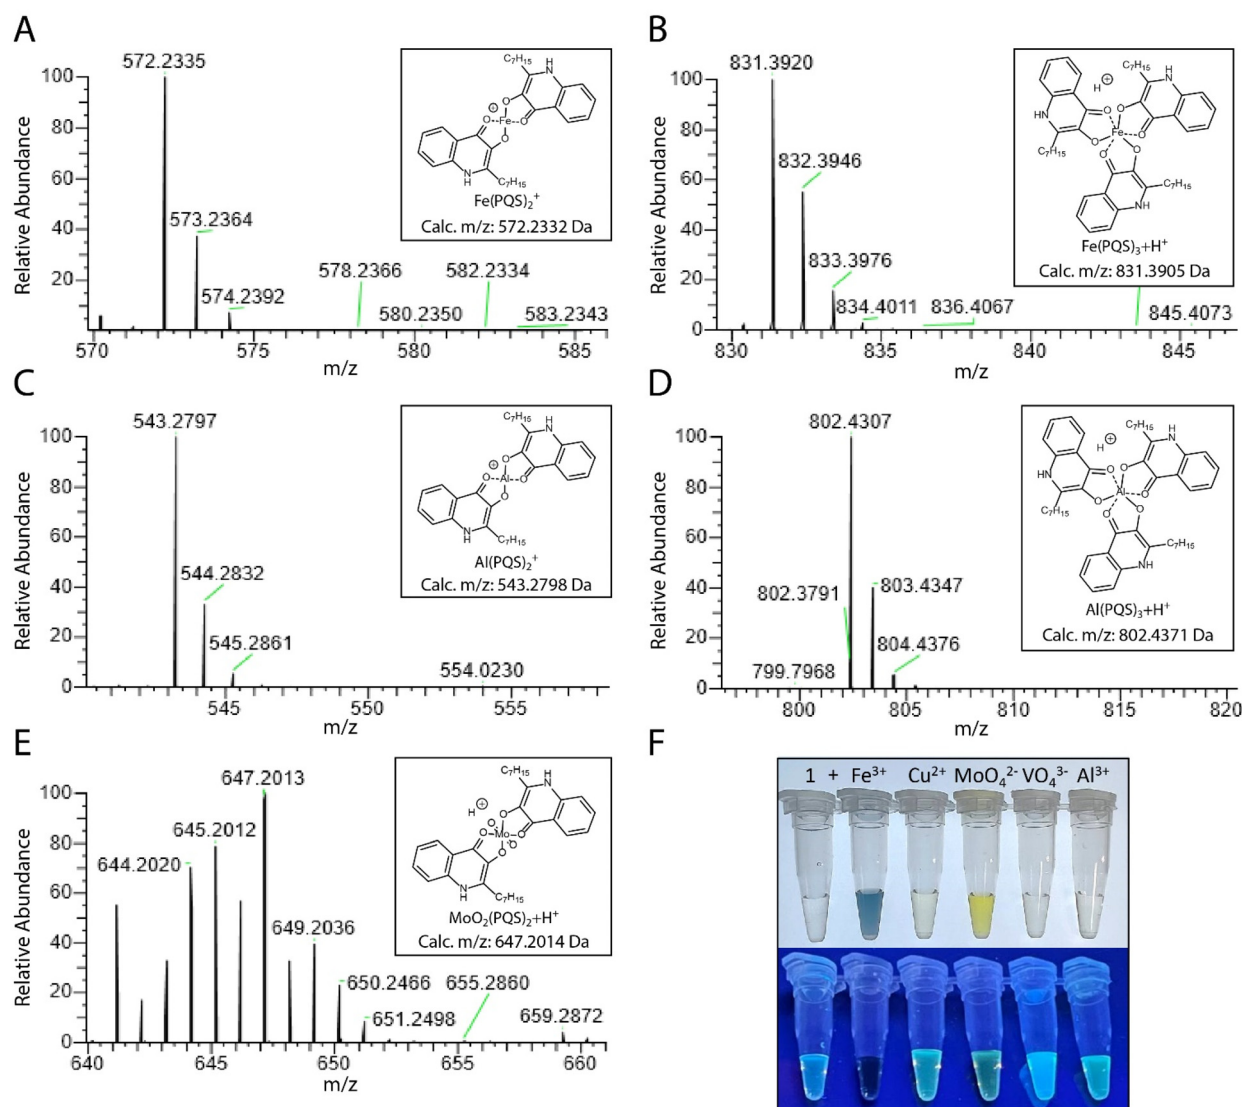 A
572.2335
573.2364
574.2392
578.2366
580.2350
582.2334
583.2343
Relative Abundance
100
80
60
40
20
570
575
580
585
m/z
C₇H₁₅
H
N
O
⊕
O
Fe
O
O
N
H
C₇H₁₅
Fe(PQS)₂⁺
Calc. m/z: 572.2332 Da
B
831.3920
832.3946
833.3976
834.4011
836.4067
845.4073
Relative Abundance
100
80
60
40
20
0
830
835
840
845
m/z
C₇H₁₅
H
N
H⊕
HN
O
O
O
Fe
O
O
O
C₇H₁₅
C₇H₁₅
NH
Fe(PQS)₃+H⁺
Calc. m/z: 831.3905 Da
C
543.2797
544.2832
545.2861
554.0230
Relative Abundance
100
80
60
40
20
0
545
550
555
m/z
C₇H₁₅
H
N
O
⊕
O
Al
O
O
N
H
C₇H₁₅
Al(PQS)₂⁺
Calc. m/z: 543.2798 Da
D
802.4307
802.3791
803.4347
804.4376
799.7968
Relative Abundance
100
80
60
40
20
0
800
805
810
815
820
m/z
C₇H₁₅
H
N
H⊕
HN
O
O
O
Al
O
O
O
C₇H₁₅
C₇H₁₅
NH
Al(PQS)₃+H⁺
Calc. m/z: 802.4371 Da
E
647.2013
645.2012
644.2020
649.2036
650.2466
651.2498
655.2860
659.2872
Relative Abundance
100
80
60
40
20
0
640
645
650
655
660
m/z
C₇H₁₅
H
N
H⊕
O
O
O
Mo
O
O
O
N
H
C₇H₁₅
MoO₂(PQS)₂+H⁺
Calc. m/z: 647.2014 Da
F
1 + Fe³⁺ Cu²⁺ MoO₄²⁻ VO₄³⁻ Al³⁺